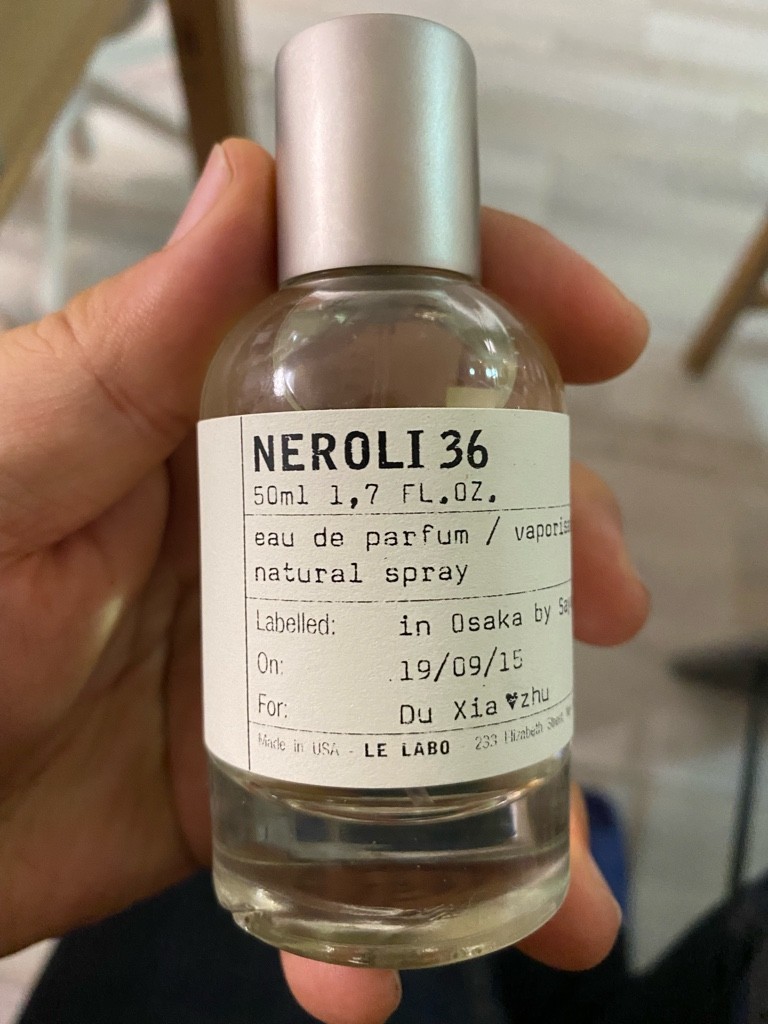 NEROLI 36
50ml 1,7 FL.OZ.
eau de parfum /
natural spray
Labelled: in Osaka by
On: 19/09/15
For: Du Xia♥zhu
Made in USA - LE LABO 233 Elizabeth Street,